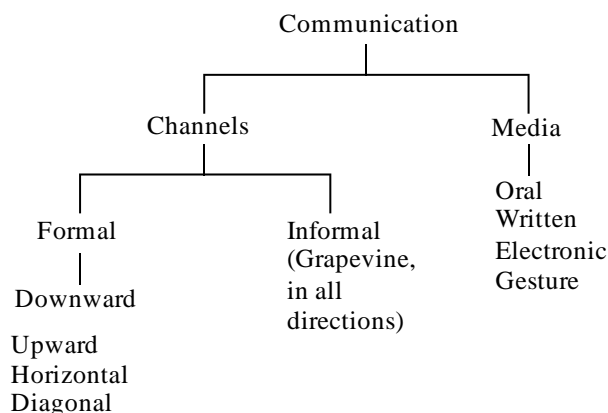 Communication
Channels
Media
Formal
Downward
Upward
Horizontal
Diagonal
Informal
(Grapevine,
in all
directions)
Oral
Written
Electronic
Gesture